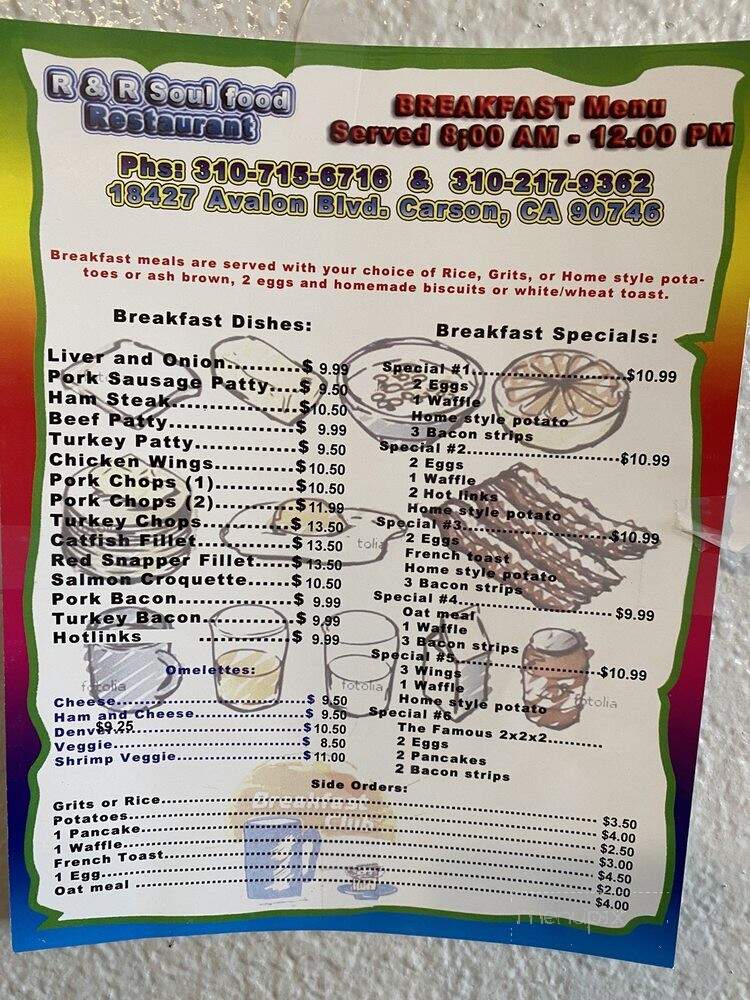 R & R Soul food
Restaurant
BREAKFAST Menu
Served 8;00 AM - 12.00 PM
Phs: 310-715-6716 & 310-217-9362
18427 Avalon Blvd. Carson, CA 90746
Breakfast meals are served with your choice of Rice, Grits, or Home style pota-
toes or ash brown, 2 eggs and homemade biscuits or white/wheat toast.
Breakfast Dishes:
Liver and Onion..........$ 9.99
Pork Sausage Patty....$ 9.50
Ham Steak..................$10.50
Beef Patty..................$ 9.99
Turkey Patty...............$ 9.50
Chicken Wings............$10.50
Pork Chops (1)............$10.50
Pork Chops (2)............$11.99
Turkey Chops.............$ 13.50
Catfish Fillet..............$ 13.50
Red Snapper Fillet.....$ 13.50
Salmon Croquette......$ 10.50
Pork Bacon.................$ 9.99
Turkey Bacon..............$ 9.99
Hotlinks ..............$ 9.99
Omelettes:
Cheese..............................$ 9.50
Ham and Cheese................$ 9.50
Denver..............................$10.50
$9.25
Veggie...............................$ 8.50
Shrimp Veggie....................$11.00
Breakfast Specials:
Special #1.........................$10.99
2 Eggs
1 Waffle
Home style potato
3 Bacon strips
Special #2.........................$10.99
2 Eggs
1 Waffle
2 Hot links
Home style potato
Special #3.........................$10.99
2 Eggs
French toast
Home style potato
3 Bacon strips
Special #4......................... $9.99
Oat meal
1 Waffle
3 Bacon strips
Special #5.........................$10.99
3 Wings
1 Waffle
Home style potato
Special #6
The Famous 2x2x2..........
2 Eggs
2 Pancakes
2 Bacon strips
Side Orders:
Grits or Rice.................... $3.50
Potatoes.................... $4.00
1 Pancake.................... $2.50
1 Waffle.................... $3.00
French Toast.................... $4.50
1 Egg.................... $2.00
Oat meal .................... $4.00
Breakfast
Club
fotolia
fotolia
fotolia
tolia